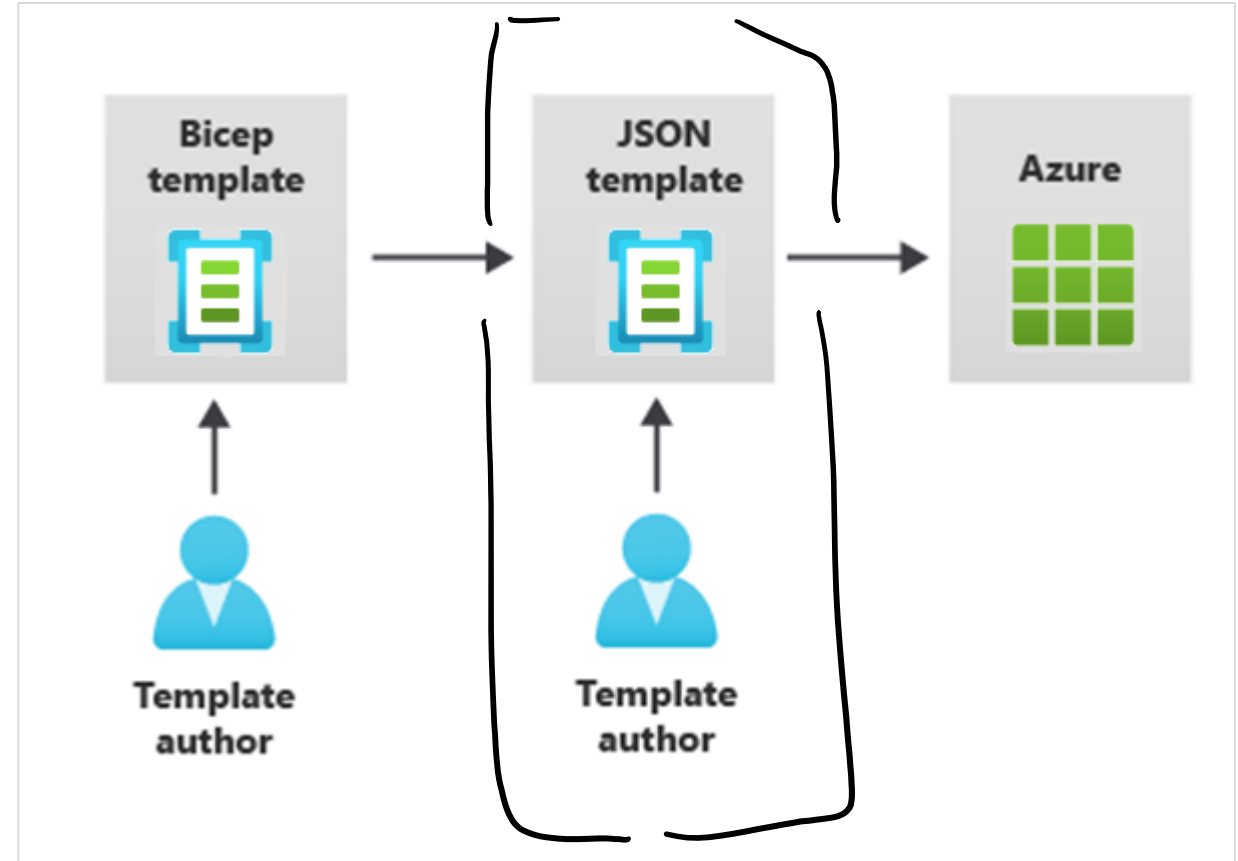 Bicep
template
JSON
template
Azure
Template
author
Template
author